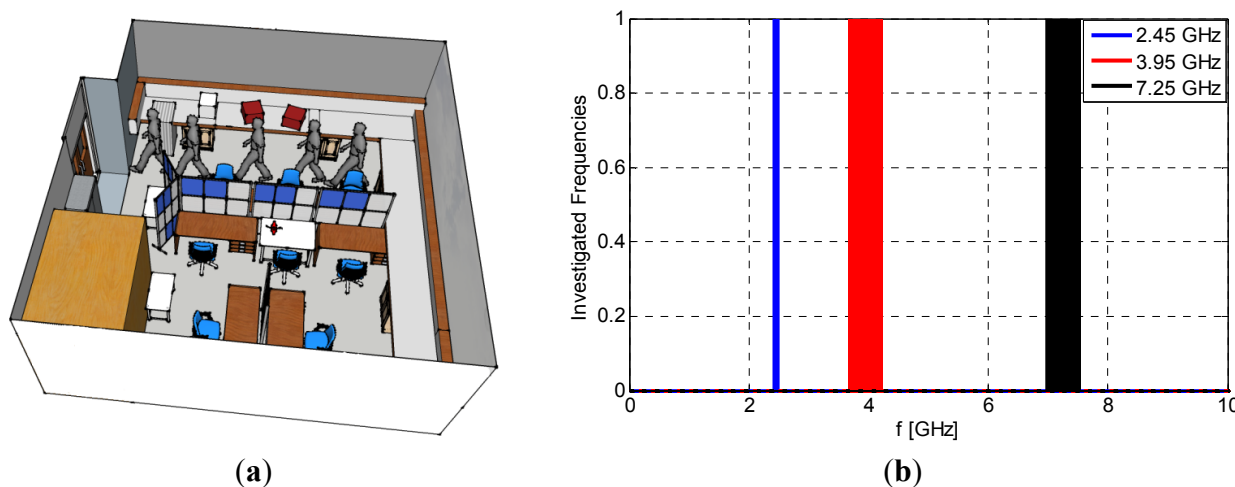 1
0.8
0.6
0.4
0.2
0
Investigated Frequencies
2.45 GHz
3.95 GHz
7.25 GHz
0 2 4 6 8 10
f [GHz]
(a) (b)